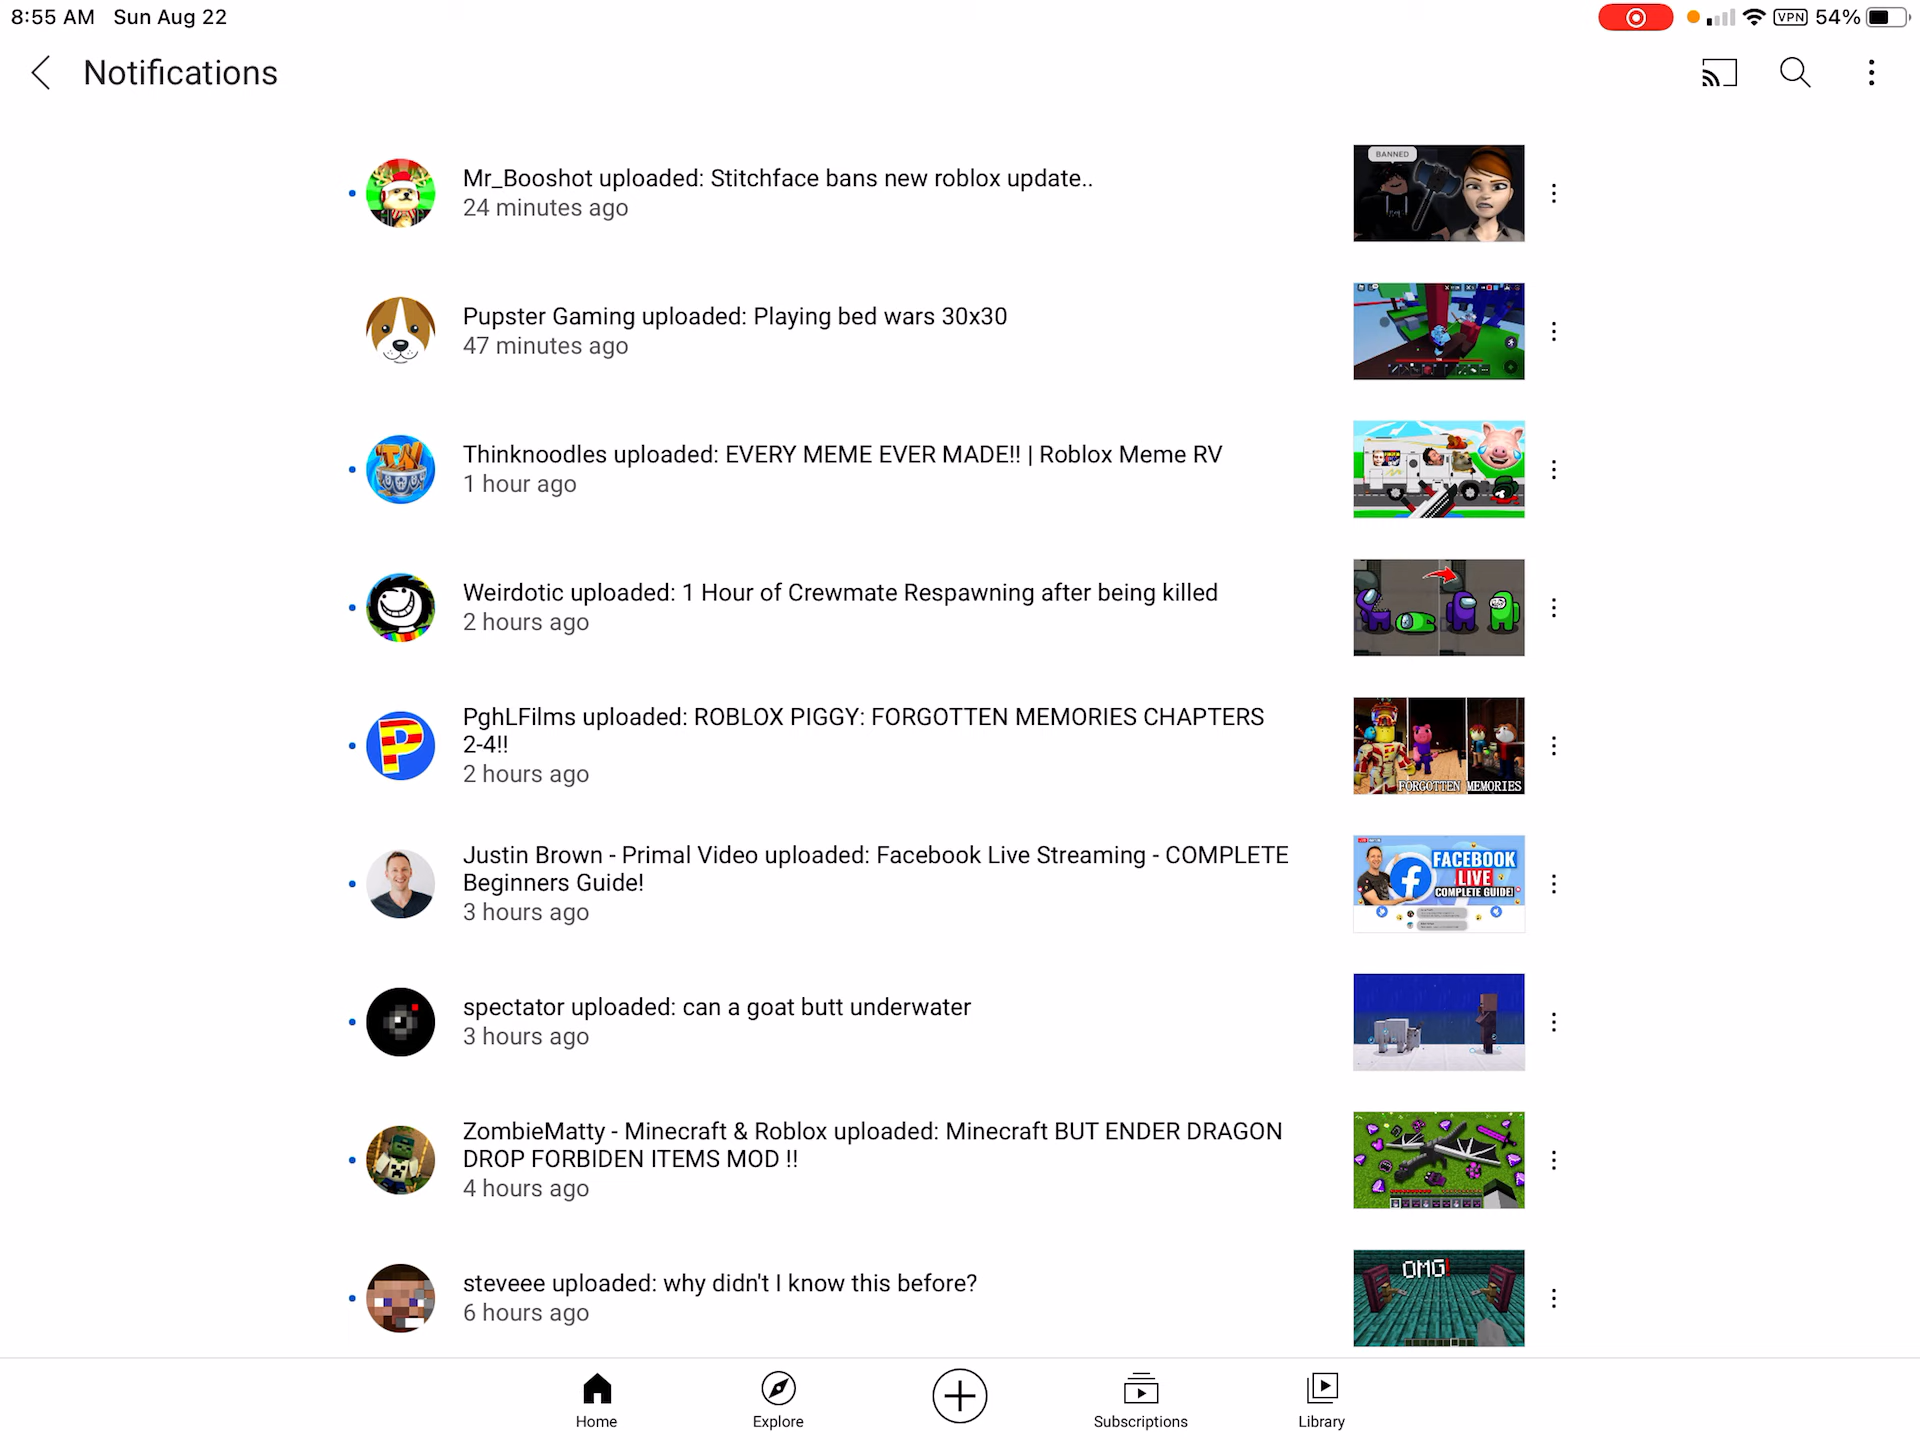 8:55 AM Sun Aug 22
VPN 54%
Notifications
Mr_Booshot uploaded: Stitchface bans new roblox update..
24 minutes ago
BANNED
Pupster Gaming uploaded: Playing bed wars 30x30
47 minutes ago
Thinknoodles uploaded: EVERY MEME EVER MADE!! | Roblox Meme RV
1 hour ago
Weirdotic uploaded: 1 Hour of Crewmate Respawning after being killed
2 hours ago
PghLFilms uploaded: ROBLOX PIGGY: FORGOTTEN MEMORIES CHAPTERS
2-4!!
2 hours ago
FORGOTTEN MEMORIES
Justin Brown - Primal Video uploaded: Facebook Live Streaming - COMPLETE
Beginners Guide!
3 hours ago
FACEBOOK
LIVE
COMPLETE GUIDE!
spectator uploaded: can a goat butt underwater
3 hours ago
ZombieMatty - Minecraft & Roblox uploaded: Minecraft BUT ENDER DRAGON
DROP FORBIDEN ITEMS MOD !!
4 hours ago
steveee uploaded: why didn't I know this before?
6 hours ago
OMG!
Home
Explore
Subscriptions
Library